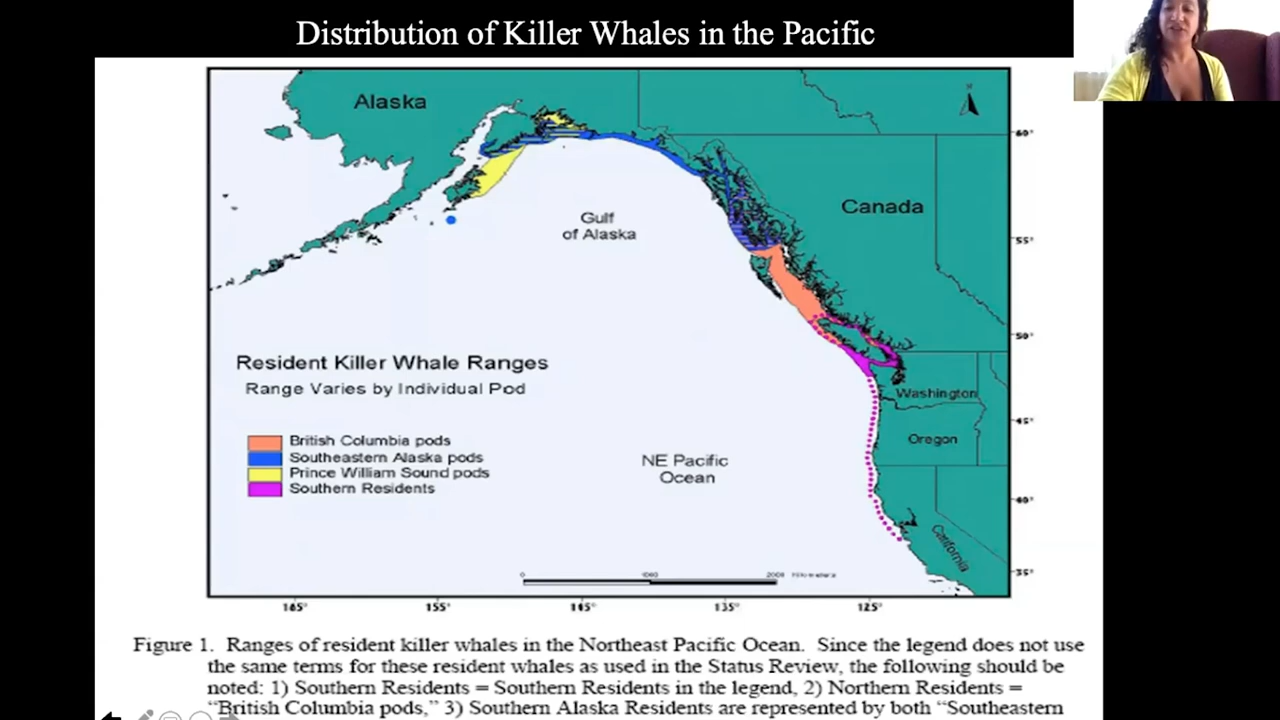 Distribution of Killer Whales in the Pacific
Alaska
N
60°
Canada
Gulf
of Alaska
55°
50°
Resident Killer Whale Ranges
Range Varies by Individual Pod
Washington
45°
British Columbia pods
Oregon
Southeastern Alaska pods
NE Pacific
Ocean
Prince William Sound pods
Southern Residents
40°
California
35°
0 1000 2000 Kilometers
165° 155° 145° 135° 125°
Figure 1. Ranges of resident killer whales in the Northeast Pacific Ocean. Since the legend does not use
the same terms for these resident whales as used in the Status Review, the following should be
noted: 1) Southern Residents = Southern Residents in the legend, 2) Northern Residents =
"British Columbia pods," 3) Southern Alaska Residents are represented by both "Southeastern